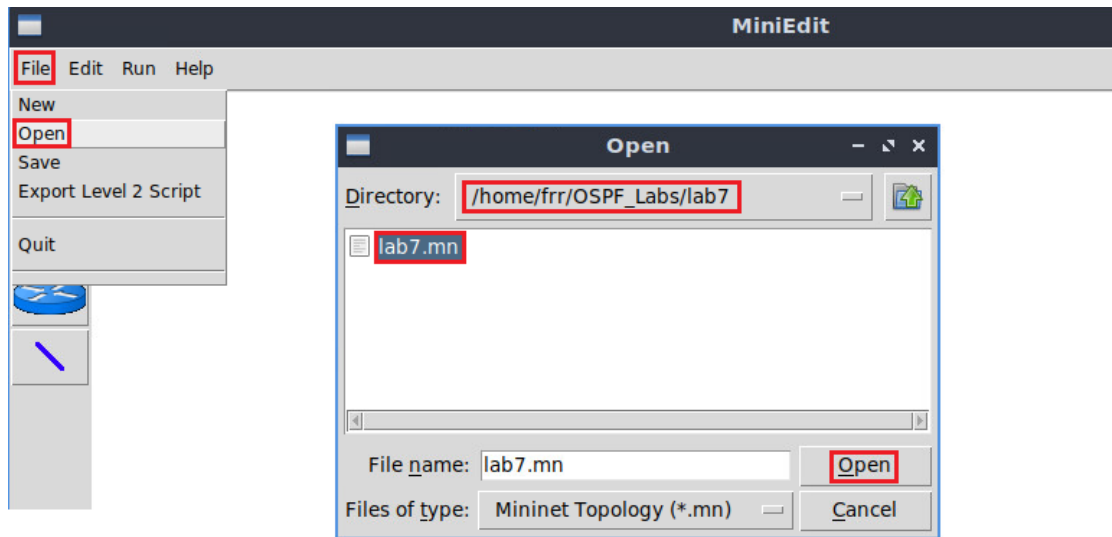 MiniEdit
File Edit Run Help
New
Open
Save
Export Level 2 Script
Quit
Open
Directory: /home/frr/OSPF_Labs/lab7
lab7.mn
File name: lab7.mn
Open
Files of type: Mininet Topology (*.mn)
Cancel